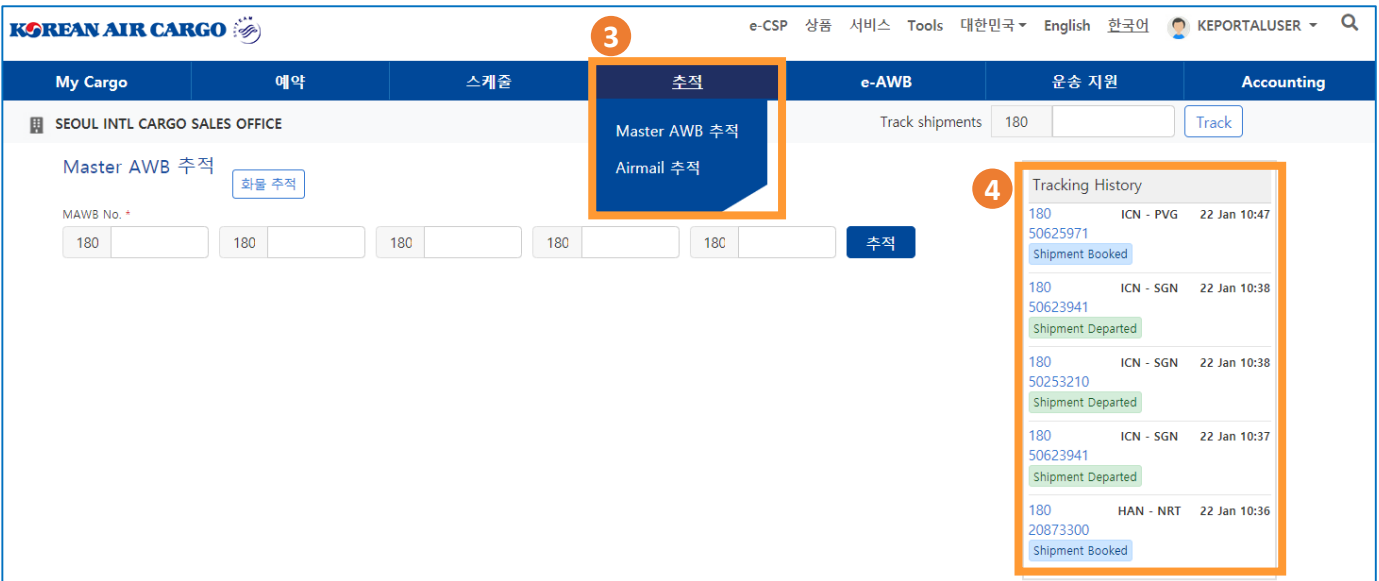 KOREAN AIR CARGO e-CSP 상품 서비스 Tools 대한민국 English 한국어 KEPORTALUSER
3
My Cargo 예약 스케줄 추적 e-AWB 운송 지원 Accounting
SEOUL INTL CARGO SALES OFFICE Track shipments 180 Track
Master AWB 추적
Airmail 추적
Master AWB 추적 화물 추적
MAWB No. *
180 180 180 180 180 추적
4
Tracking History
180 ICN - PVG 22 Jan 10:47
50625971
Shipment Booked
180 ICN - SGN 22 Jan 10:38
50623941
Shipment Departed
180 ICN - SGN 22 Jan 10:38
50253210
Shipment Departed
180 ICN - SGN 22 Jan 10:37
50623941
Shipment Departed
180 HAN - NRT 22 Jan 10:36
20873300
Shipment Booked